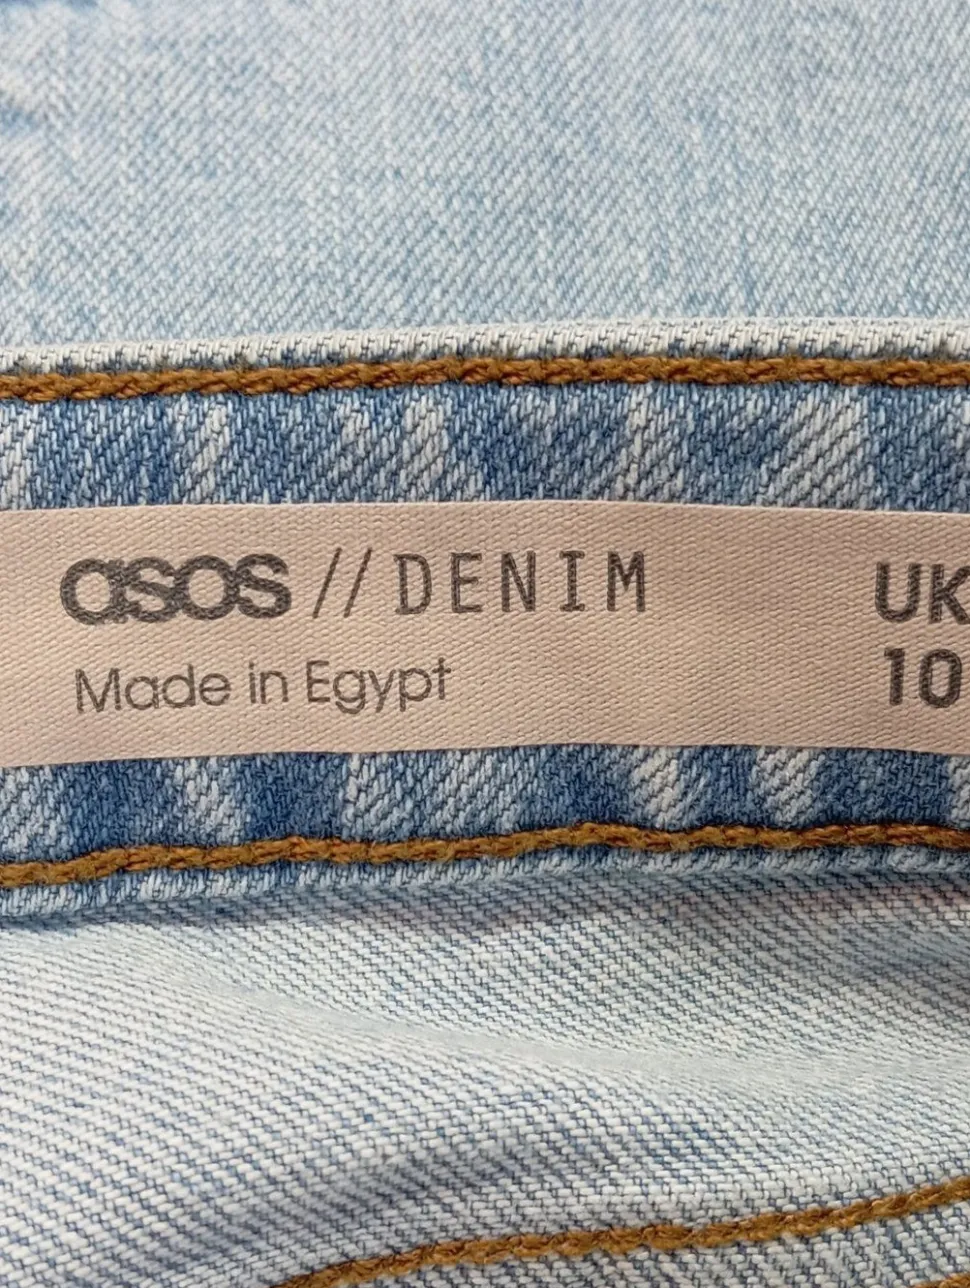 asos // DENIM
Made in Egypt
UK
10